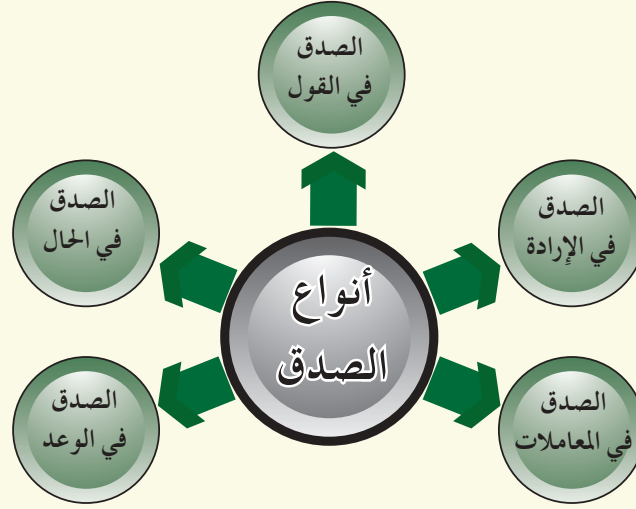 أنواع
الصدق
الصدق
في القول
الصدق
في الإرادة
الصدق
في المعاملات
الصدق
في الحال
الصدق
في الوعد